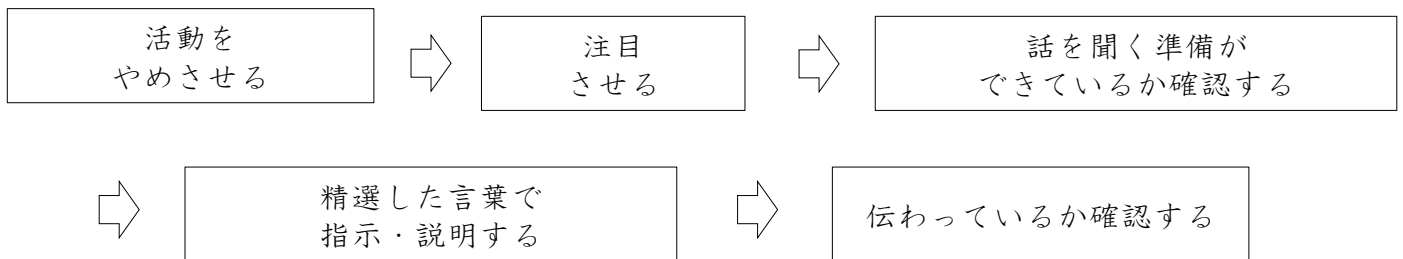 活動を
やめさせる
注目
させる
話を聞く準備が
できているか確認する
精選した言葉で
指示・説明する
伝わっているか確認する